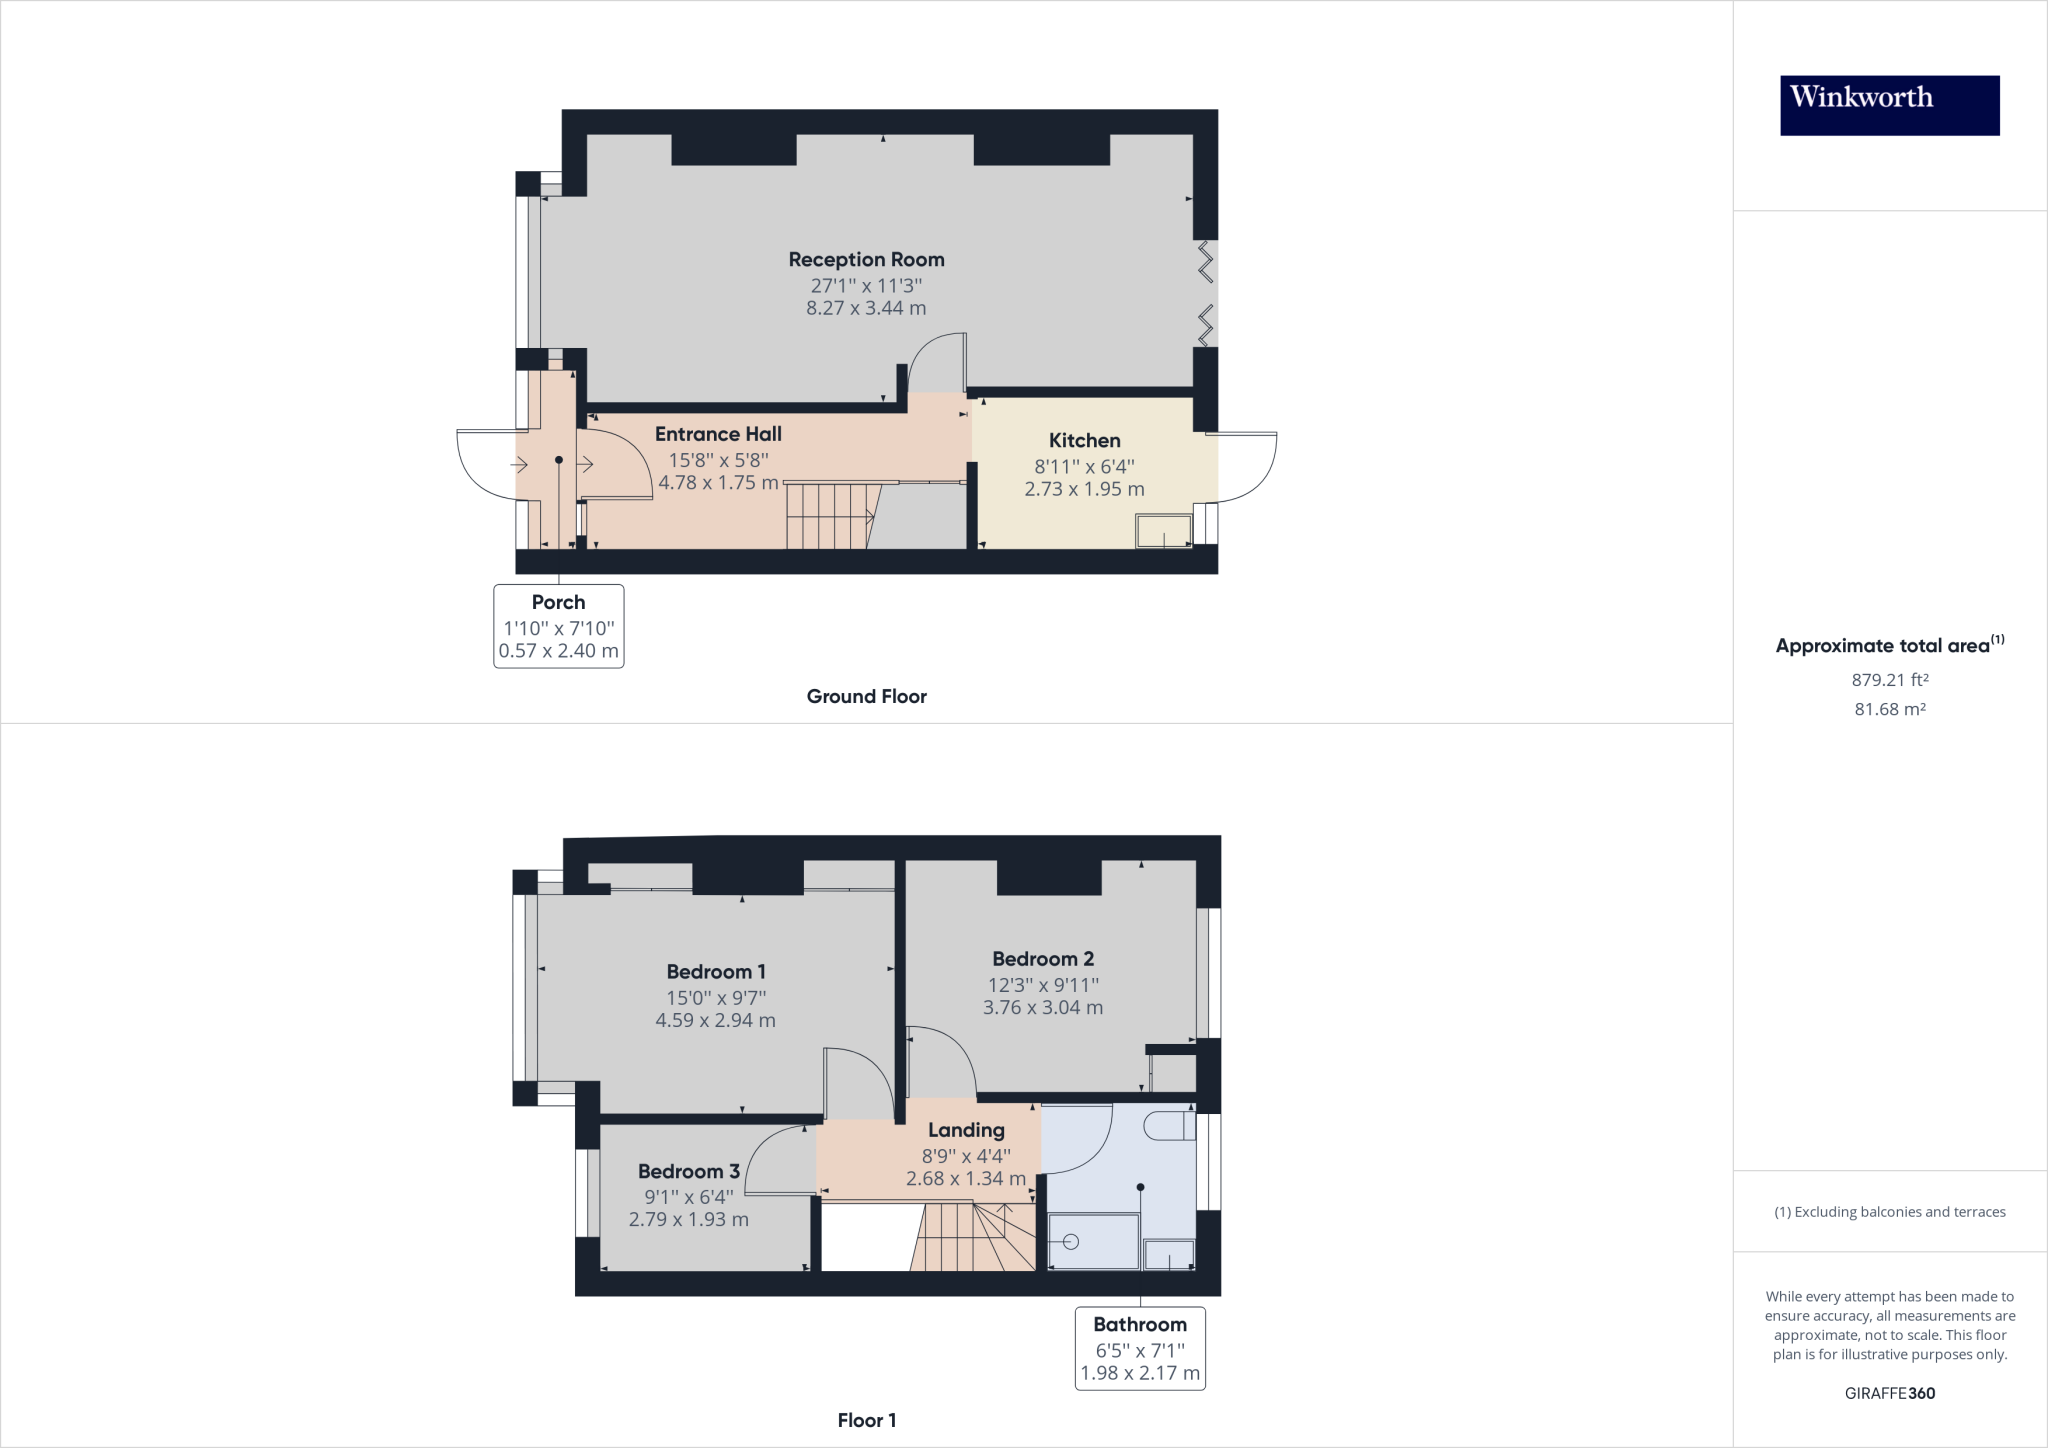 Winkworth
Reception Room
27'1" x 11'3"
8.27 x 3.44 m
Entrance Hall
15'8" x 5'8"
4.78 x 1.75 m
Kitchen
8'11" x 6'4"
2.73 x 1.95 m
Porch
1'10" x 7'10"
0.57 x 2.40 m
Ground Floor
Approximate total area(1)
879.21 ft²
81.68 m²
Bedroom 1
15'0" x 9'7"
4.59 x 2.94 m
Bedroom 2
12'3" x 9'11"
3.76 x 3.04 m
Landing
8'9" x 4'4"
2.68 x 1.34 m
Bedroom 3
9'1" x 6'4"
2.79 x 1.93 m
Bathroom
6'5" x 7'1"
1.98 x 2.17 m
Floor 1
(1) Excluding balconies and terraces
While every attempt has been made to
ensure accuracy, all measurements are
approximate, not to scale. This floor
plan is for illustrative purposes only.
GIRAFFE360